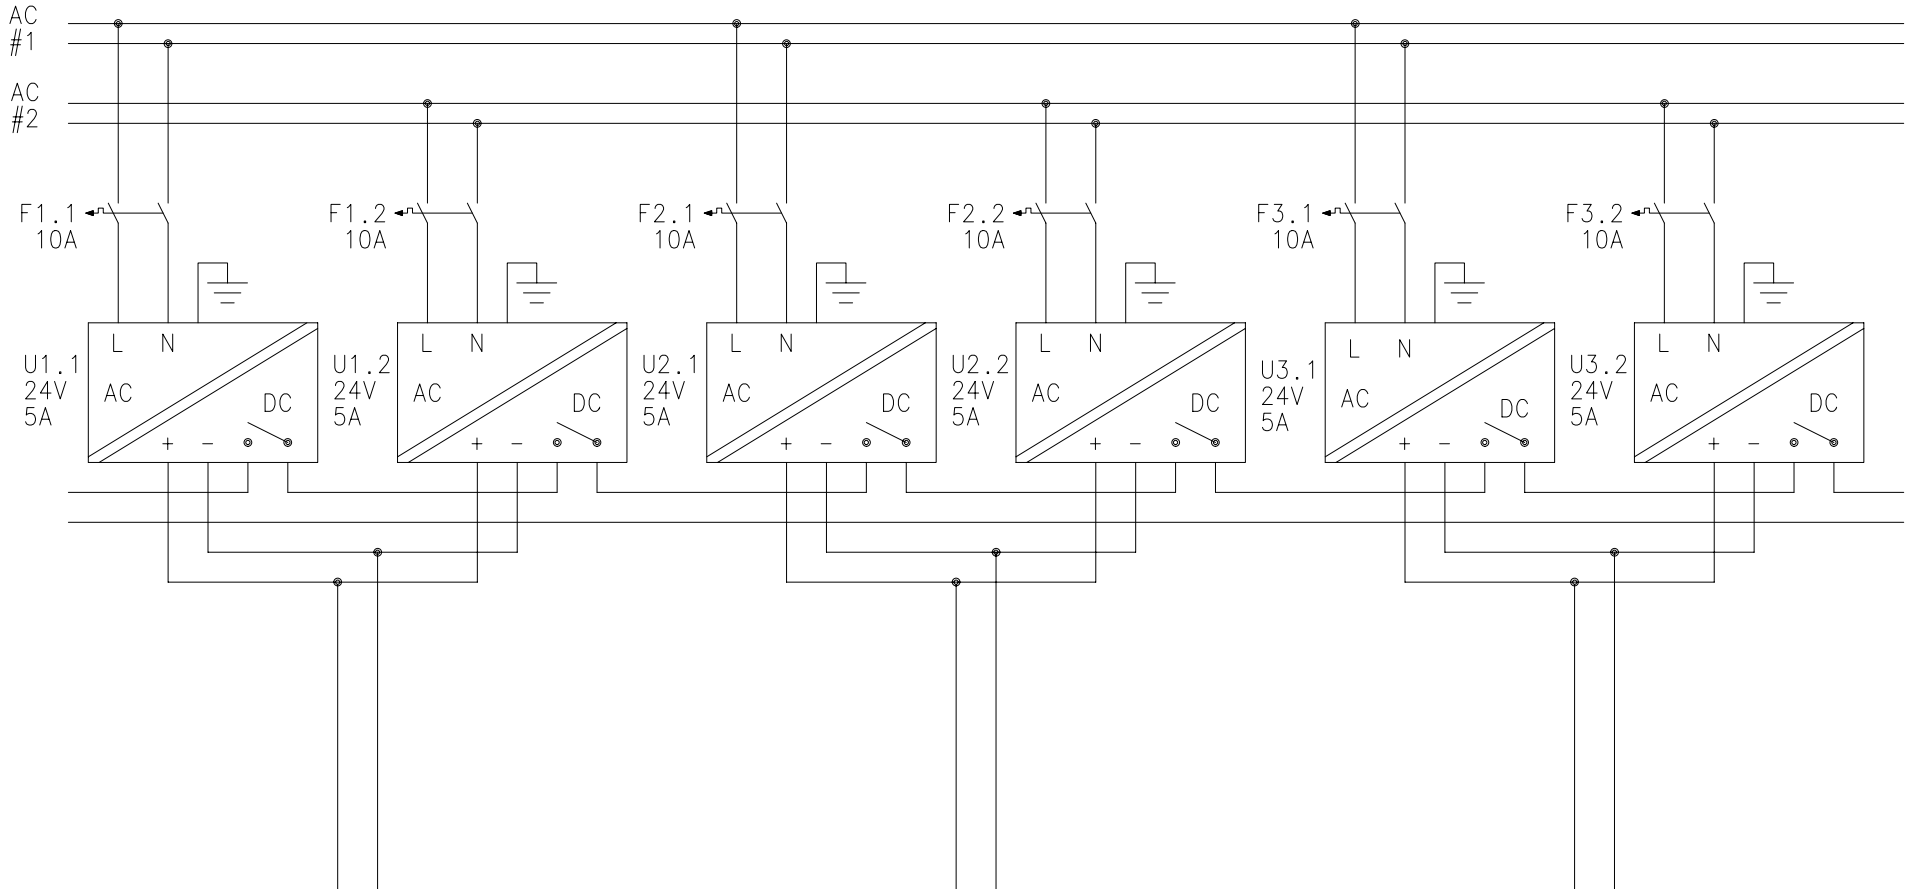 AC
#1
AC
#2
F1.1
10A
F1.2
10A
F2.1
10A
F2.2
10A
F3.1
10A
F3.2
10A
U1.1
24V
5A
L N
AC
DC
+ −
U1.2
24V
5A
L N
AC
DC
+ −
U2.1
24V
5A
L N
AC
DC
+ −
U2.2
24V
5A
L N
AC
DC
+ −
U3.1
24V
5A
L N
AC
DC
+ −
U3.2
24V
5A
L N
AC
DC
+ −